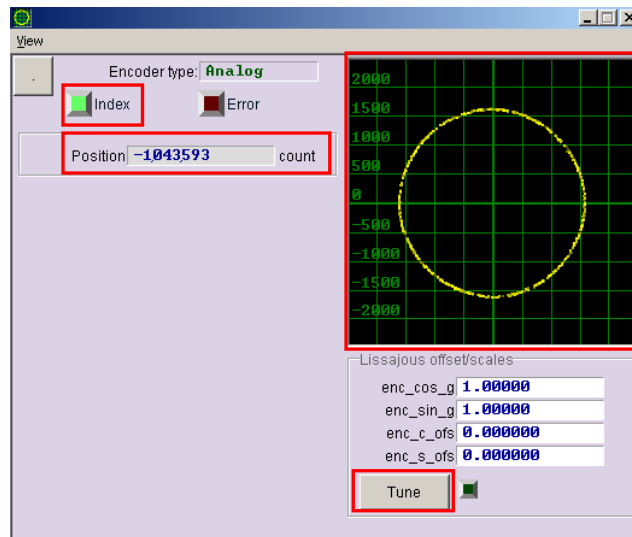 View
.
Encoder type: Analog
Index
Error
Position -1043593 count
2000
1500
1000
500
0
-500
-1000
-1500
-2000
Lissajous offset/scales
enc_cos_g 1.00000
enc_sin_g 1.00000
enc_c_ofs 0.000000
enc_s_ofs 0.000000
Tune